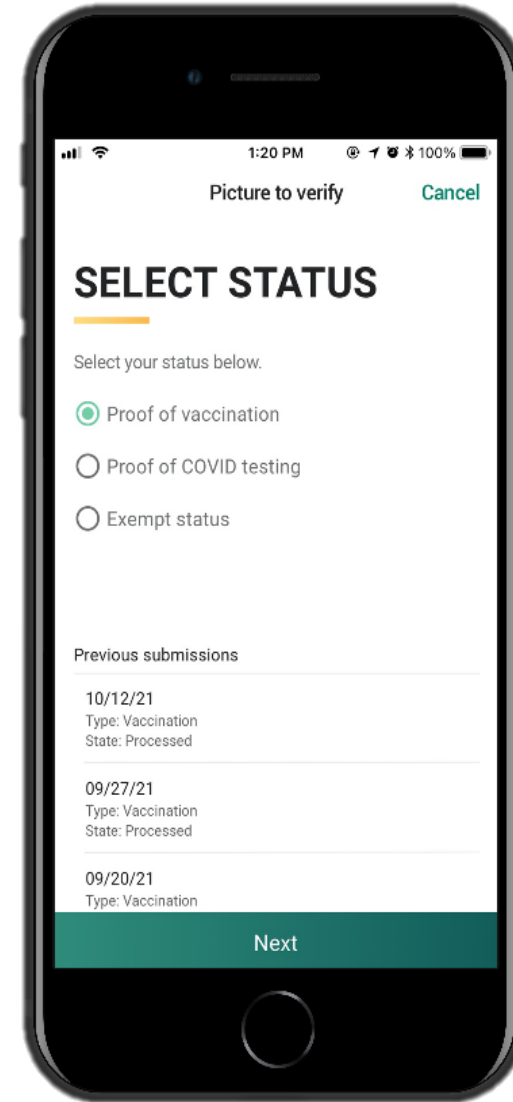 1:20 PM 100%
Picture to verify Cancel
SELECT STATUS
Select your status below.
Proof of vaccination
Proof of COVID testing
Exempt status
Previous submissions
10/12/21
Type: Vaccination
State: Processed
09/27/21
Type: Vaccination
State: Processed
09/20/21
Type: Vaccination
Next